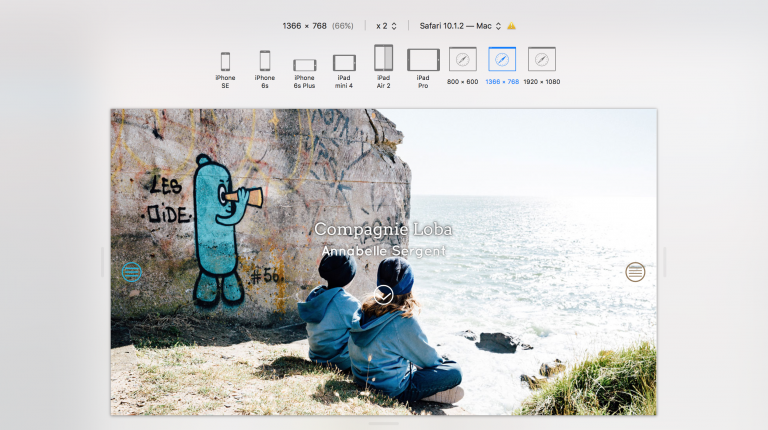 1366 × 768 (66%)
x 2
Safari 10.1.2 — Mac
iPhone
SE
iPhone
6s
iPhone
6s Plus
iPad
mini 4
iPad
Air 2
iPad
Pro
800 × 600
1366 × 768
1920 × 1080
LES
OiDE
#56
Compagnie Loba
Annabelle Sergent